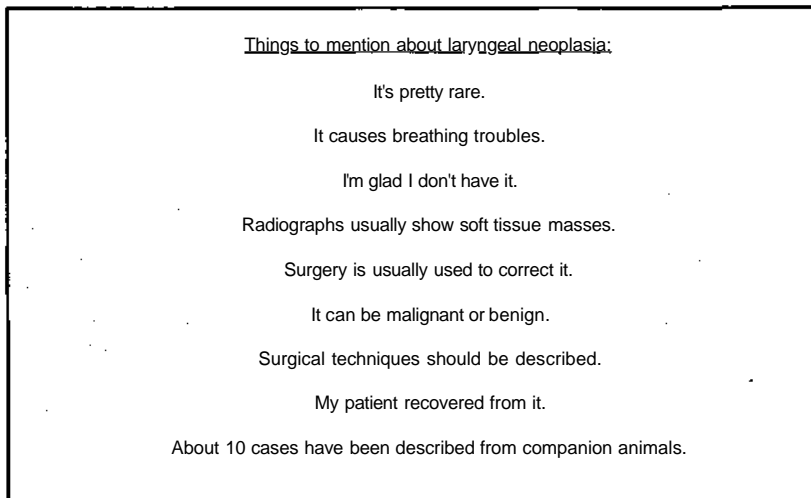 Things to mention about laryngeal neoplasia:
It's pretty rare.
It causes breathing troubles.
I'm glad I don't have it.
Radiographs usually show soft tissue masses.
Surgery is usually used to correct it.
It can be malignant or benign.
Surgical techniques should be described.
My patient recovered from it.
About 10 cases have been described from companion animals.